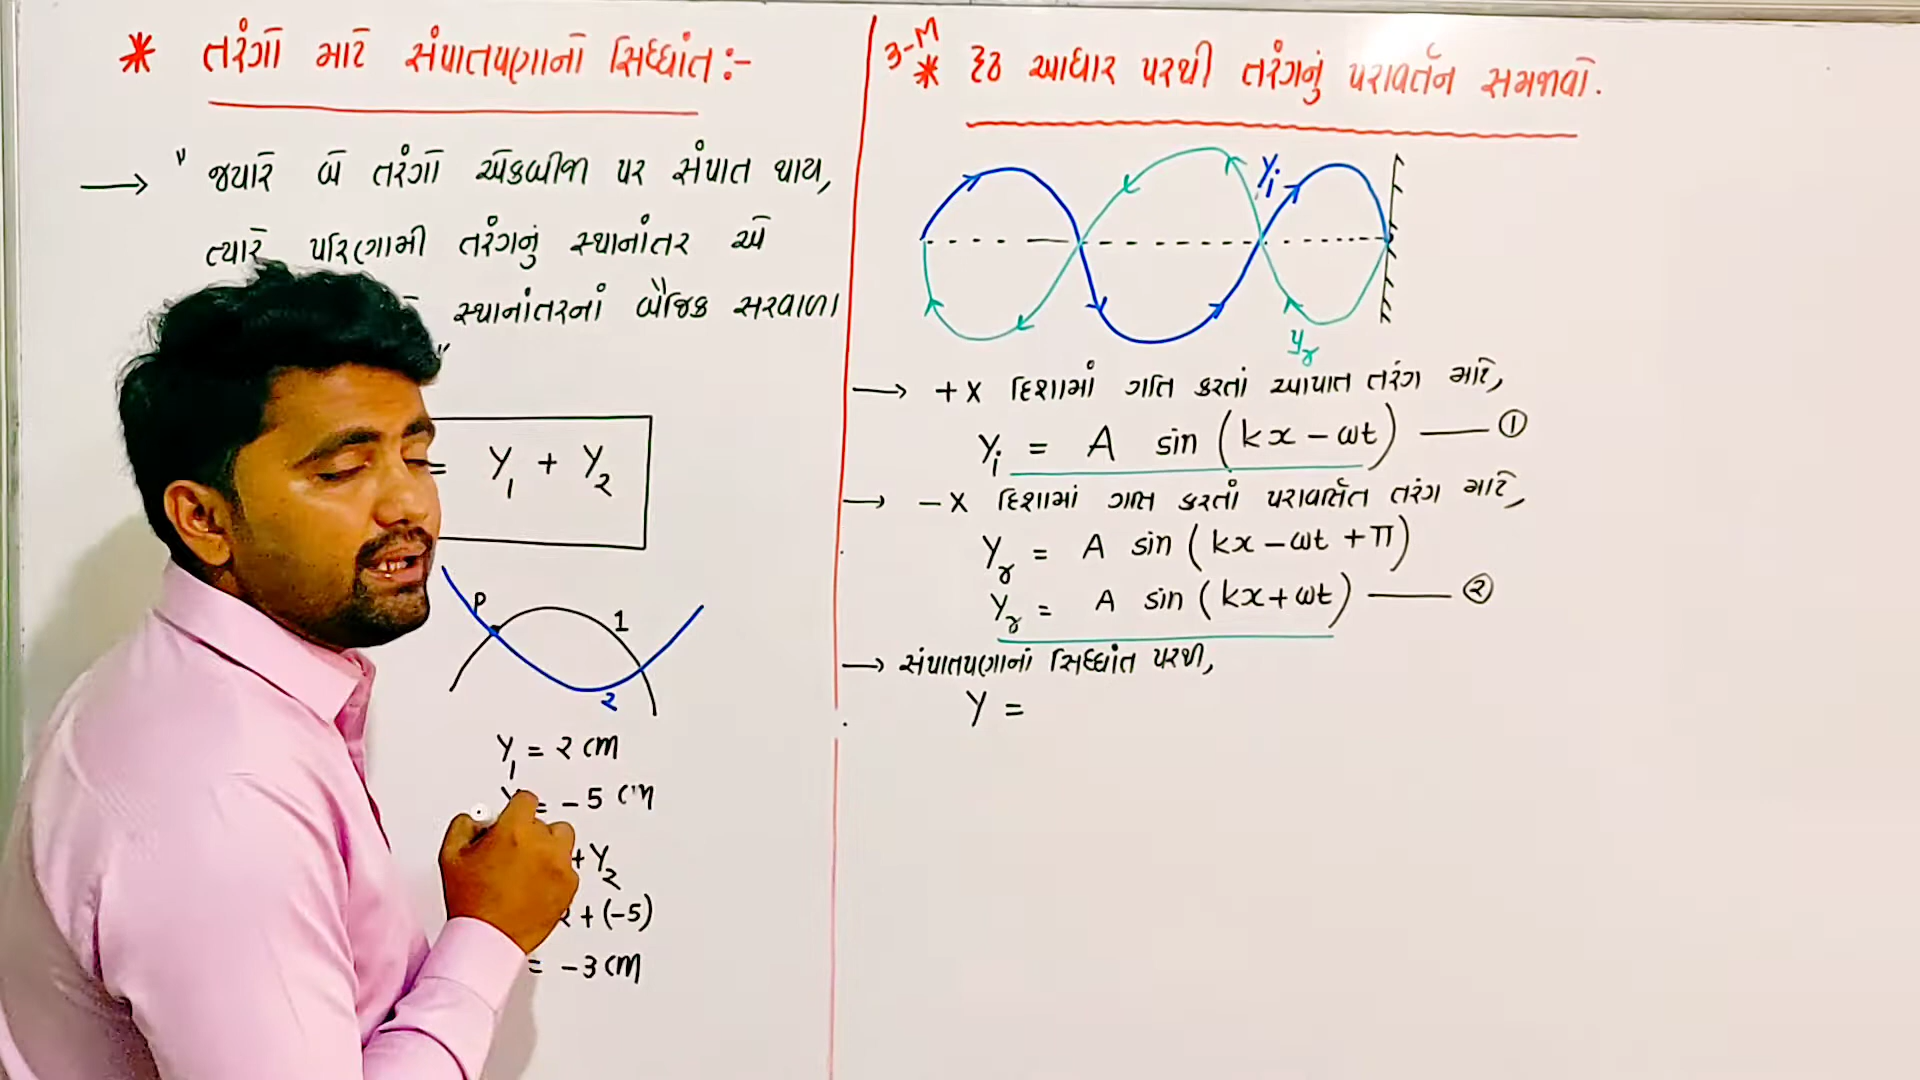 * તરંગો માટે સંપાતપણાનો સિધ્ધાંત :-
→ " જ્યારે બે તરંગો એકબીજા પર સંપાત થાય,
ત્યારે પરિણામી તરંગનું સ્થાનાંતર એ
સ્થાનાંતરનાં બૈજિક સરવાળા
"
= Y₁ + Y₂
P
1
2
Y₁ = 2 cm
= - 5 cm
+ Y₂
2 + (-5)
= -3 cm
3-M
* દ્રઢ આધાર પરથી તરંગનું પરાવર્તન સમજાવો.
Yi
Yr
→ + x દિશામાં ગતિ કરતાં આપાત તરંગ માટે,
Yi = A sin (kx - ωt) — ①
→ - x દિશામાં ગતિ કરતાં પરાવર્તિત તરંગ માટે,
Yr = A sin (kx - ωt + π)
Yr = A sin (kx + ωt) — ②
→ સંપાતપણાનાં સિધ્ધાંત પરથી,
Y =